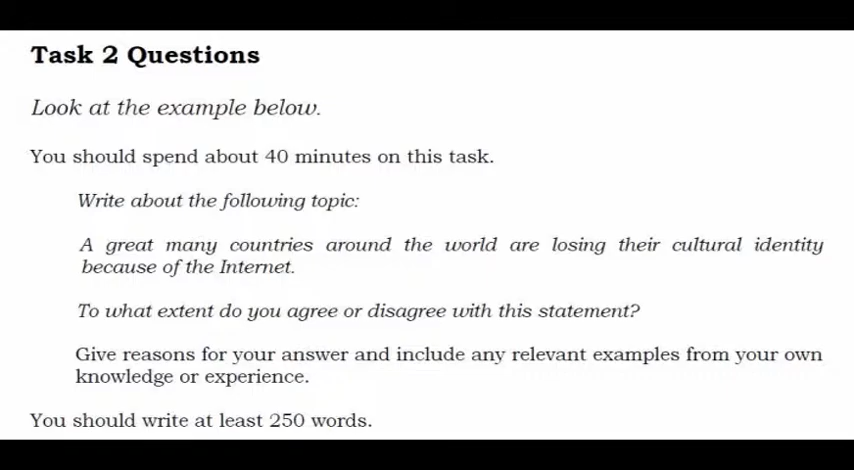 Task 2 Questions
Look at the example below.
You should spend about 40 minutes on this task.
Write about the following topic:
A great many countries around the world are losing their cultural identity
because of the Internet.
To what extent do you agree or disagree with this statement?
Give reasons for your answer and include any relevant examples from your own
knowledge or experience.
You should write at least 250 words.